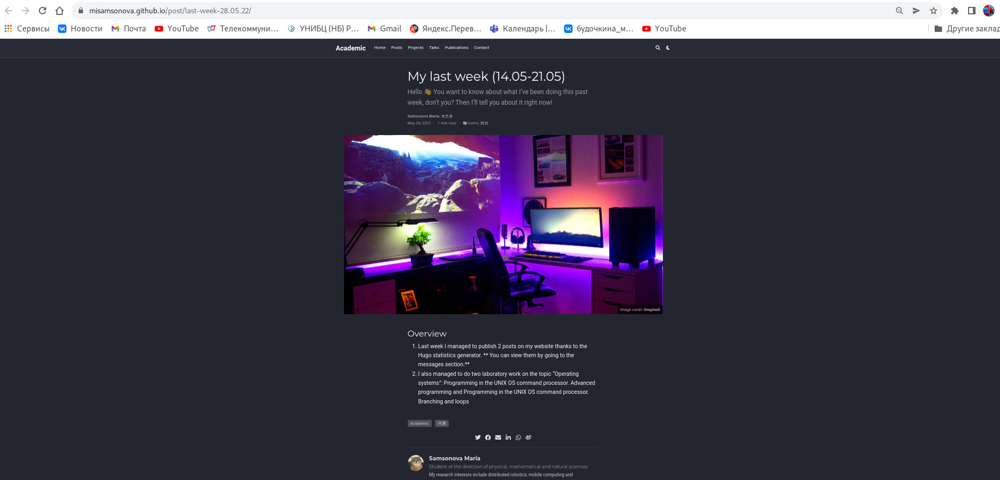 misamsonova.github.io/post/last-week-28.05.22/
Сервисы Новости Почта YouTube Телекоммуни... УНИБЦ (НБ) Р... Gmail Яндекс.Перев... Календарь |... будочкина_м... YouTube Другие заклад
Academic Home Posts Projects Talks Publications Contact
My last week (14.05-21.05)
Hello 👋 You want to know about what I've been doing this past
week, don't you? Then I'll tell you about it right now!
Samsonova Maria, 吳恩達
May 28, 2022 · 1 min read · Demo, 教程
Image credit: Unsplash
Overview
1. Last week I managed to publish 2 posts on my website thanks to the
Hugo statistics generator. ** You can view them by going to the
messages section.**
2. I also managed to do two laboratory work on the topic “Operating
systems”: Programming in the UNIX OS command processor. Advanced
programming and Programming in the UNIX OS command processor.
Branching and loops
Academic 开源
Samsonova Maria
Student of the direction of physical, mathematical and natural sciences
My research interests include distributed robotics, mobile computing and